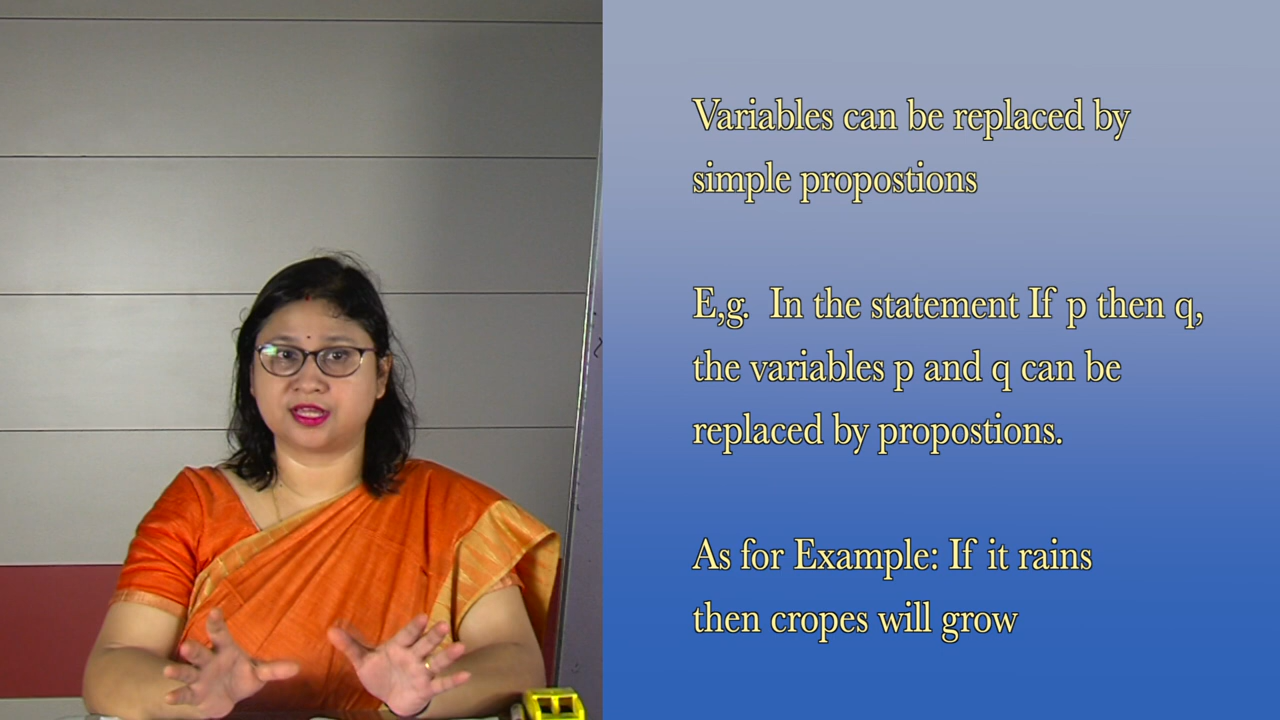 Variables can be replaced by
simple propostions
E,g. In the statement If p then q,
the variables p and q can be
replaced by propostions.
As for Example: If it rains
then cropes will grow